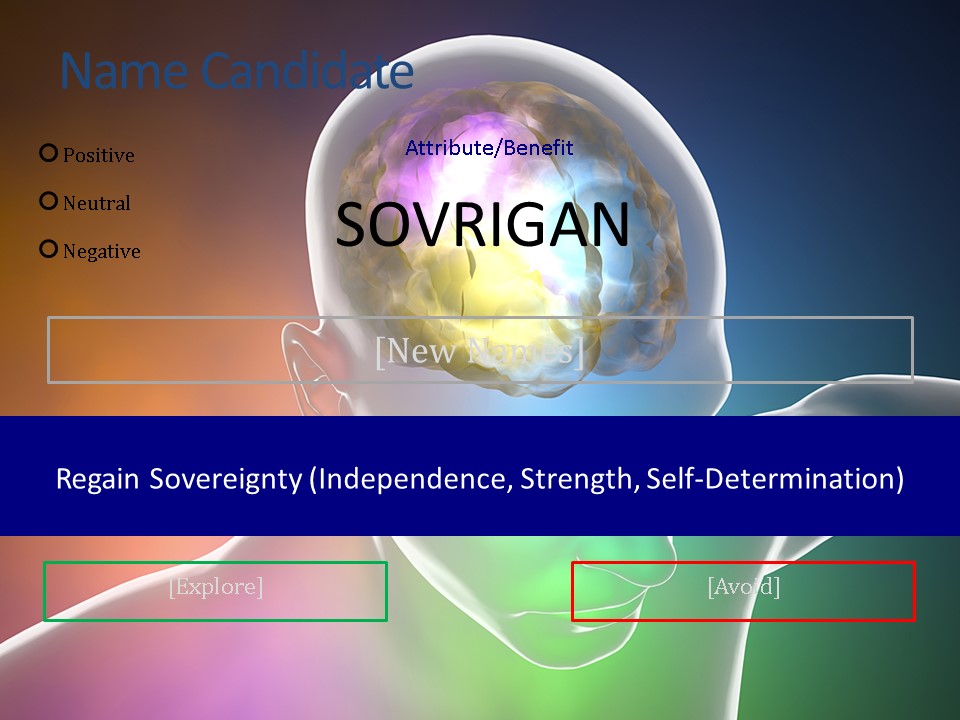 Name Candidate
Attribute/Benefit
Positive
Neutral
Negative
SOVRIGAN
[New Names]
Regain Sovereignty (Independence, Strength, Self-Determination)
[Explore]
[Avoid]